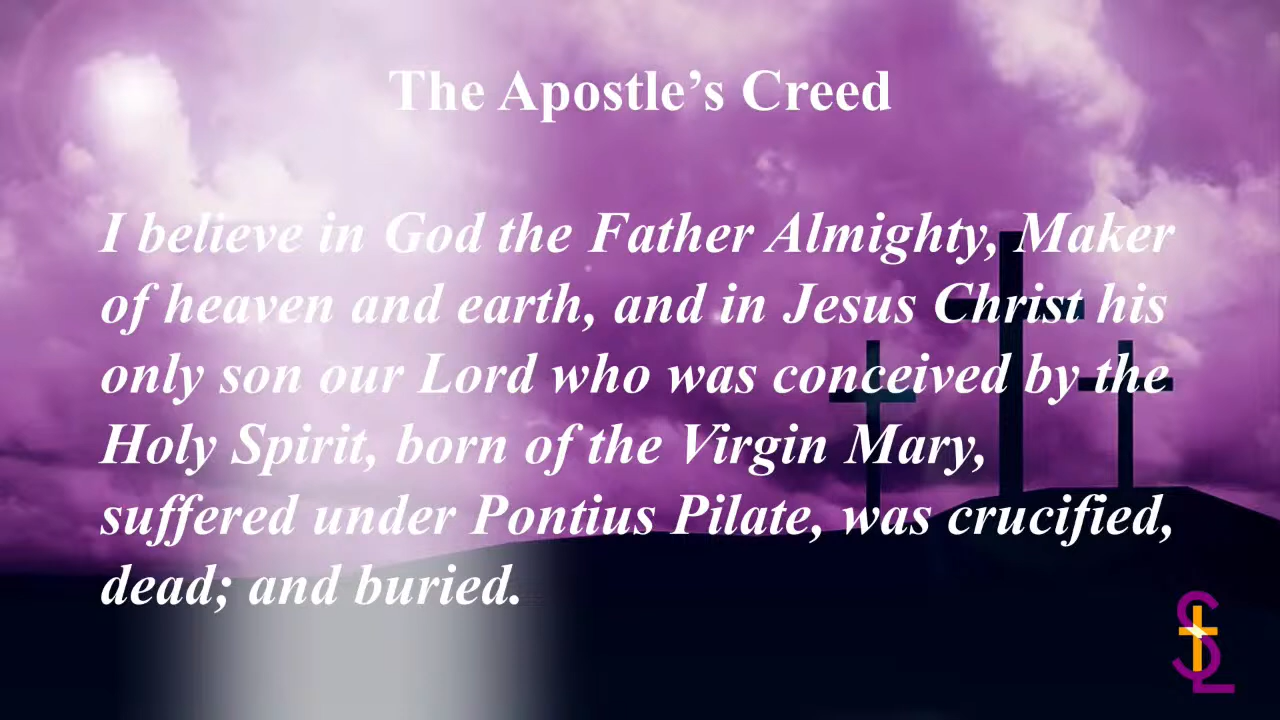 The Apostle’s Creed
I believe in God the Father Almighty, Maker
of heaven and earth, and in Jesus Christ his
only son our Lord who was conceived by the
Holy Spirit, born of the Virgin Mary,
suffered under Pontius Pilate, was crucified,
dead; and buried.
SL